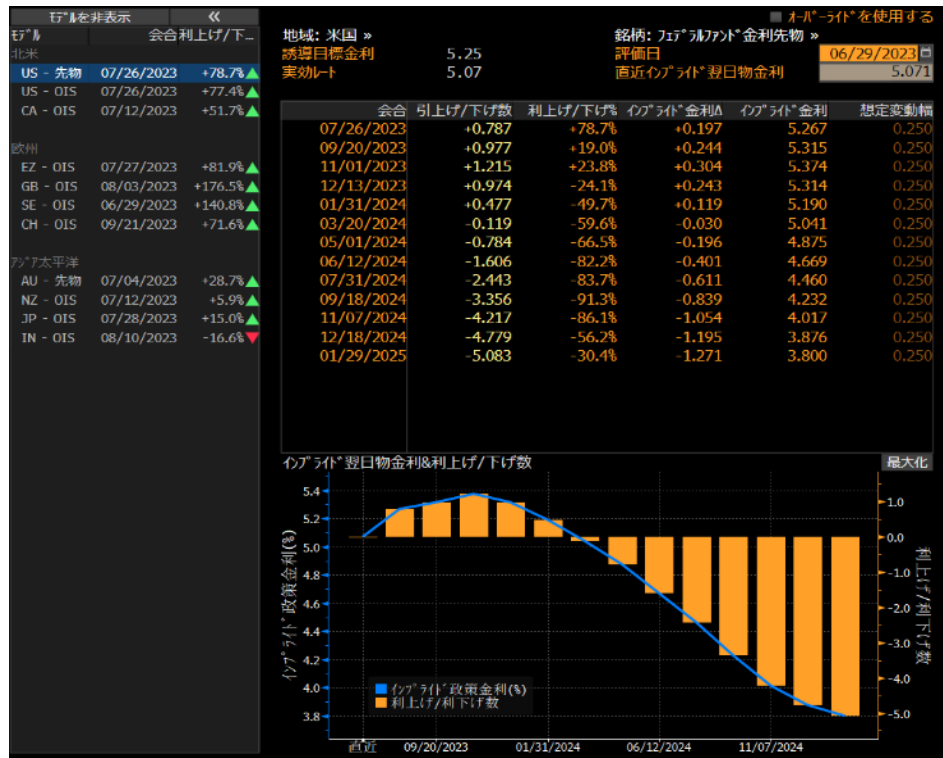 ﾓﾃﾞﾙを非表示 «
ﾓﾃﾞﾙ 会合 利上げ/下...
北米
US - 先物 07/26/2023 +78.7%▲
US - OIS 07/26/2023 +77.4%▲
CA - OIS 07/12/2023 +51.7%▲
欧州
EZ - OIS 07/27/2023 +81.9%▲
GB - OIS 08/03/2023 +176.5%▲
SE - OIS 06/29/2023 +140.8%▲
CH - OIS 09/21/2023 +71.6%▲
ｱｼﾞｱ太平洋
AU - 先物 07/04/2023 +28.7%▲
NZ - OIS 07/12/2023 +5.9%▲
JP - OIS 07/28/2023 +15.0%▲
IN - OIS 08/10/2023 -16.6%▼
ｵｰﾊﾞｰﾗｲﾄﾞを使用する
地域: 米国 » 銘柄: ﾌｪﾃﾞﾗﾙﾌｧﾝﾄﾞ金利先物 »
誘導目標金利 5.25 評価日 06/29/2023
実効ﾚｰﾄ 5.07 直近ｲﾝﾌﾟﾗｲﾄﾞ翌日物金利 5.071
会合 引上げ/下げ数 利上げ/下げ% ｲﾝﾌﾟﾗｲﾄﾞ金利Δ ｲﾝﾌﾟﾗｲﾄﾞ金利 想定変動幅
07/26/2023 +0.787 +78.7% +0.197 5.267 0.250
09/20/2023 +0.977 +19.0% +0.244 5.315 0.250
11/01/2023 +1.215 +23.8% +0.304 5.374 0.250
12/13/2023 +0.974 -24.1% +0.243 5.314 0.250
01/31/2024 +0.477 -49.7% +0.119 5.190 0.250
03/20/2024 -0.119 -59.6% -0.030 5.041 0.250
05/01/2024 -0.784 -66.5% -0.196 4.875 0.250
06/12/2024 -1.606 -82.2% -0.401 4.669 0.250
07/31/2024 -2.443 -83.7% -0.611 4.460 0.250
09/18/2024 -3.356 -91.3% -0.839 4.232 0.250
11/07/2024 -4.217 -86.1% -1.054 4.017 0.250
12/18/2024 -4.779 -56.2% -1.195 3.876 0.250
01/29/2025 -5.083 -30.4% -1.271 3.800 0.250
ｲﾝﾌﾟﾗｲﾄﾞ翌日物金利&利上げ/下げ数 最大化
ｲﾝﾌﾟﾗｲﾄﾞ政策金利(%)
5.4
5.2
5.0
4.8
4.6
4.4
4.2
4.0
3.8
ｲﾝﾌﾟﾗｲﾄﾞ政策金利(%)
利上げ/利下げ数
1.0
0.0
-1.0
-2.0
-3.0
-4.0
-5.0
利上げ/利下げ数
直近 09/20/2023 01/31/2024 06/12/2024 11/07/2024